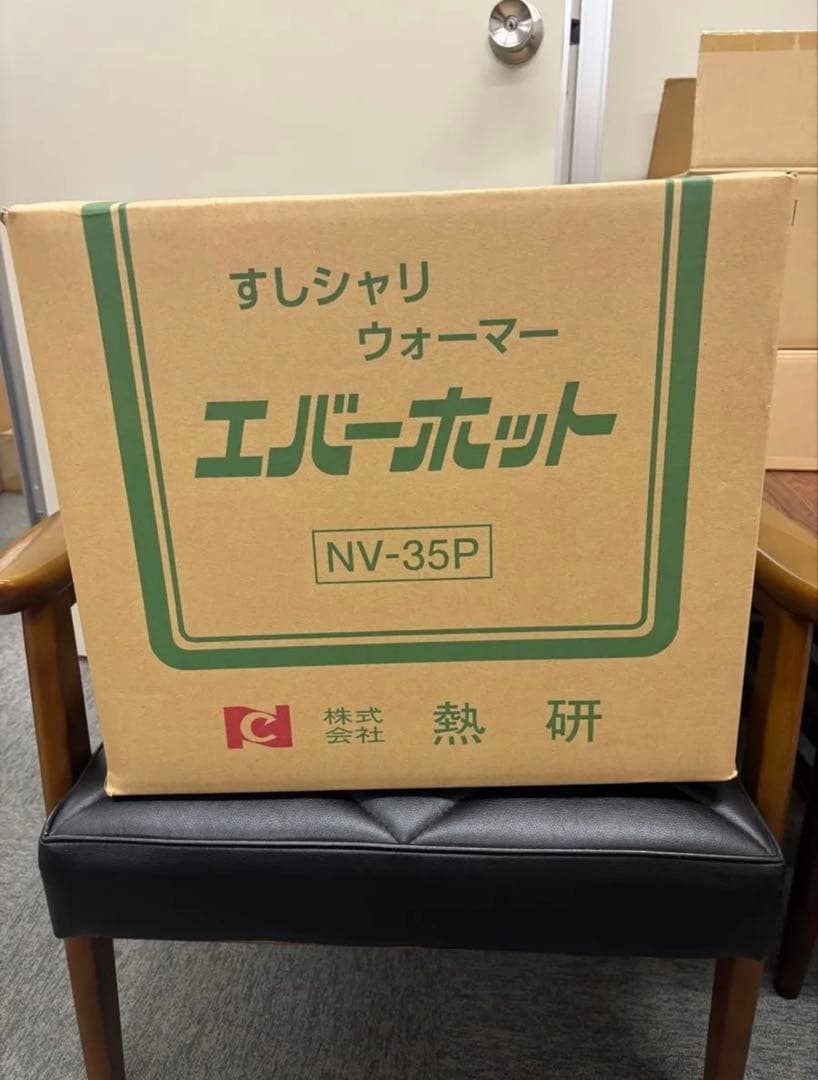 すしシャリ
ウォーマー
エバーホット
NV-35P
株式
会社 熱研